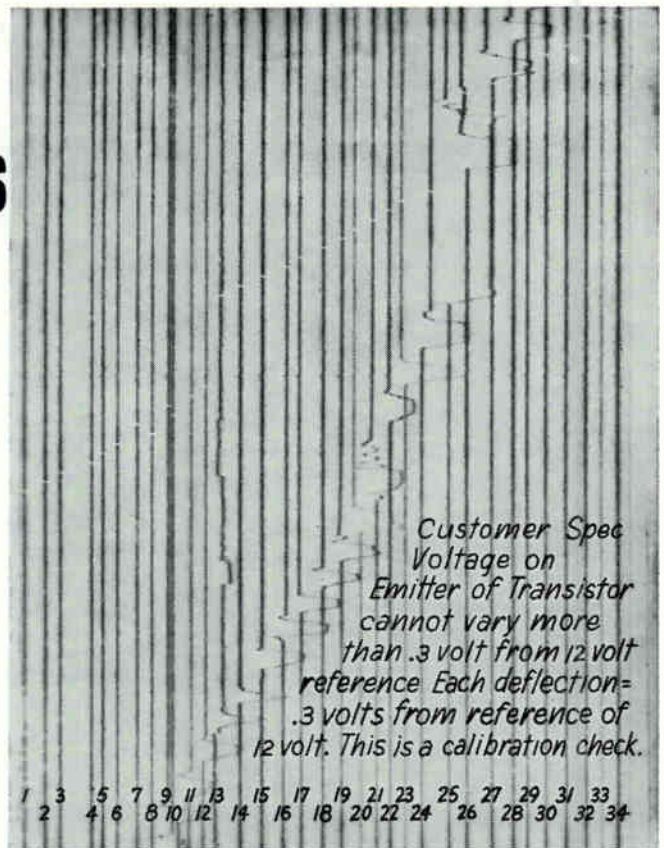 Customer Spec
Voltage on
Emitter of Transistor
cannot vary more
than .3 volt from 12 volt
reference Each deflection=
.3 volts from reference of
12 volt. This is a calibration check.
1 3 5 7 9 11 13 15 17 19 21 23 25 27 29 31 33
2 4 6 8 10 12 14 16 18 20 22 24 26 28 30 32 34